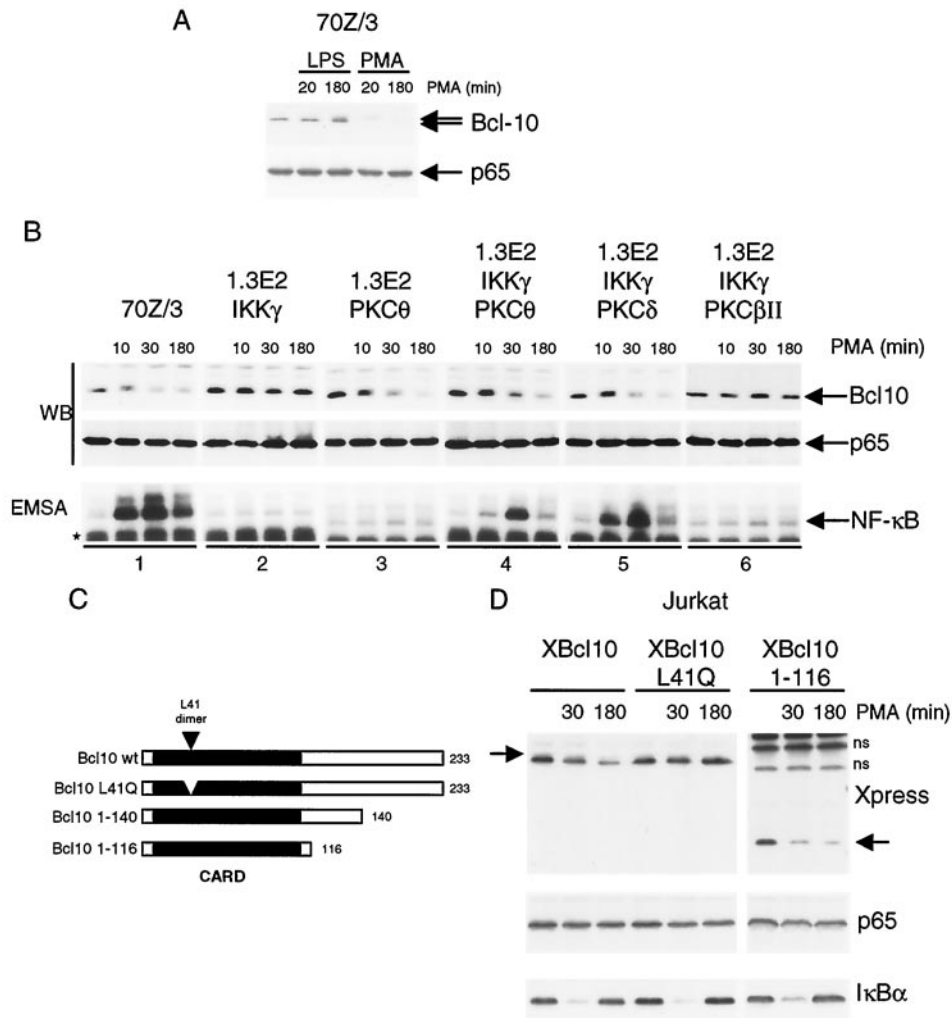 A
70Z/3
LPS PMA
20 180 20 180 PMA (min)
Bcl-10
p65
B
70Z/3
1.3E2
IKKγ
1.3E2
PKCθ
1.3E2
IKKγ
PKCθ
1.3E2
IKKγ
PKCδ
1.3E2
IKKγ
PKCβII
10 30 180 10 30 180 10 30 180 10 30 180 10 30 180 10 30 180 PMA (min)
WB
Bcl10
p65
EMSA
NF-κB
*
1 2 3 4 5 6
C
L41
dimer
Bcl10 wt 233
Bcl10 L41Q 233
Bcl10 1-140 140
Bcl10 1-116 116
CARD
D
Jurkat
XBcl10
XBcl10
L41Q
XBcl10
1-116
30 180 30 180 30 180 PMA (min)
ns
ns
Xpress
p65
IκBα